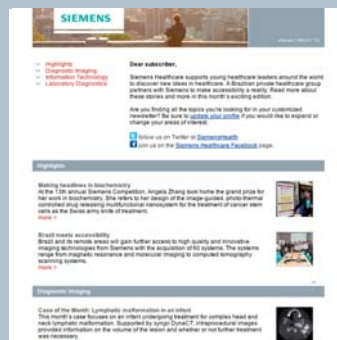 SIEMENS
Highlights
Diagnostic Imaging
Information Technology
Laboratory Diagnostics
Dear subscriber,
Siemens Healthcare supports young healthcare leaders around the world
to discover new ideas in healthcare. A Brazilian private healthcare group
partners with Siemens to make accessibility a reality. Read more about
these stories and more in this month's exciting edition.
Are you finding all the topics you're looking for in your customized
newsletter? Be sure to update your profile if you would like to expand or
change your areas of interest.
follow us on Twitter at SiemensHealth
join us on the Siemens Healthcare Facebook page.
Highlights
Making headlines in biochemistry
At the 13th annual Siemens Competition, Angela Zhang took home the grand prize for
her work in biochemistry. She refers to her design of the image-guided, photo-thermal
controlled drug releasing multifunctional nanosystem for the treatment of cancer stem
cells as the Swiss army knife of treatment.
more >
Brazil meets accessibility
Brazil and its remote areas will gain further access to high quality and innovative
imaging technologies from Siemens with the acquisition of 60 systems. The systems
range from magnetic resonance and molecular imaging to computed tomography
scanning systems.
more >
Diagnostic Imaging
Case of the Month: Lymphatic malformation in an infant
This month's case focuses on an infant undergoing treatment for complex head and
neck lymphatic malformation. Supported by syngo DynaCT, intraprocedural images
provided information on the volume of the lesion and whether or not further treatment
was necessary.